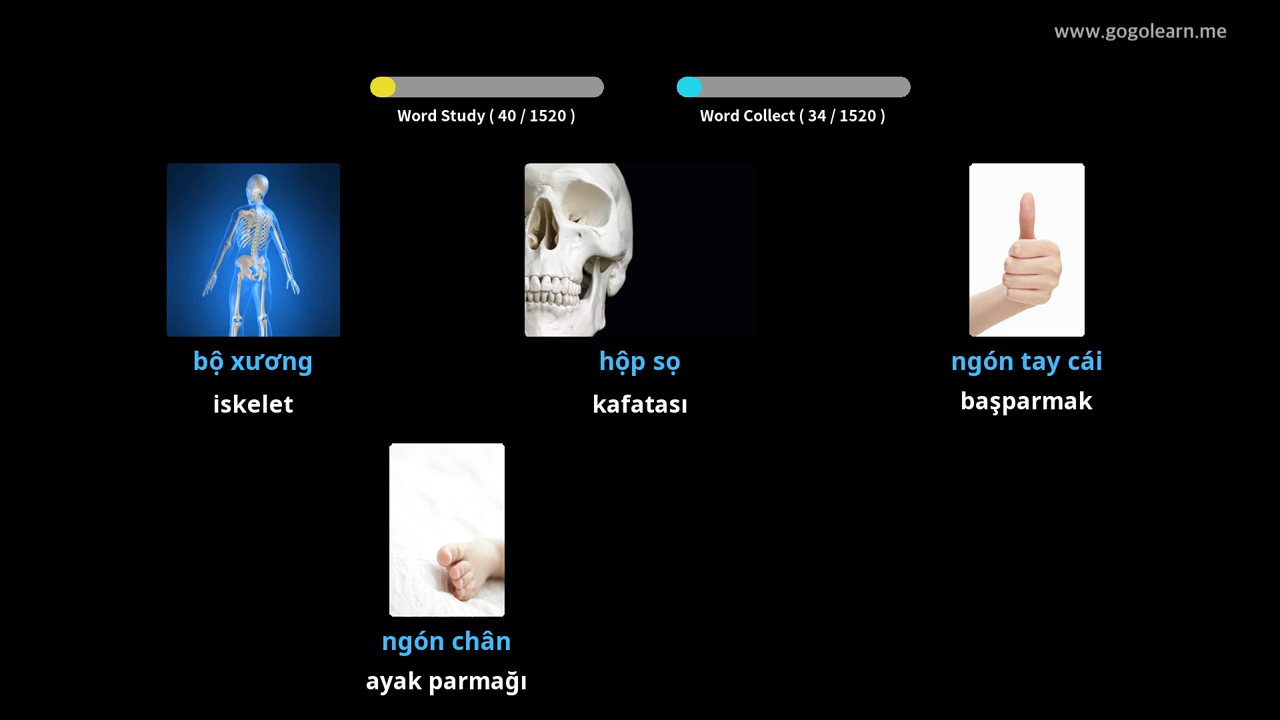 www.gogolearn.me
Word Study ( 40 / 1520 )
Word Collect ( 34 / 1520 )
bộ xương
hộp sọ
ngón tay cái
iskelet
kafatası
başparmak
ngón chân
ayak parmağı